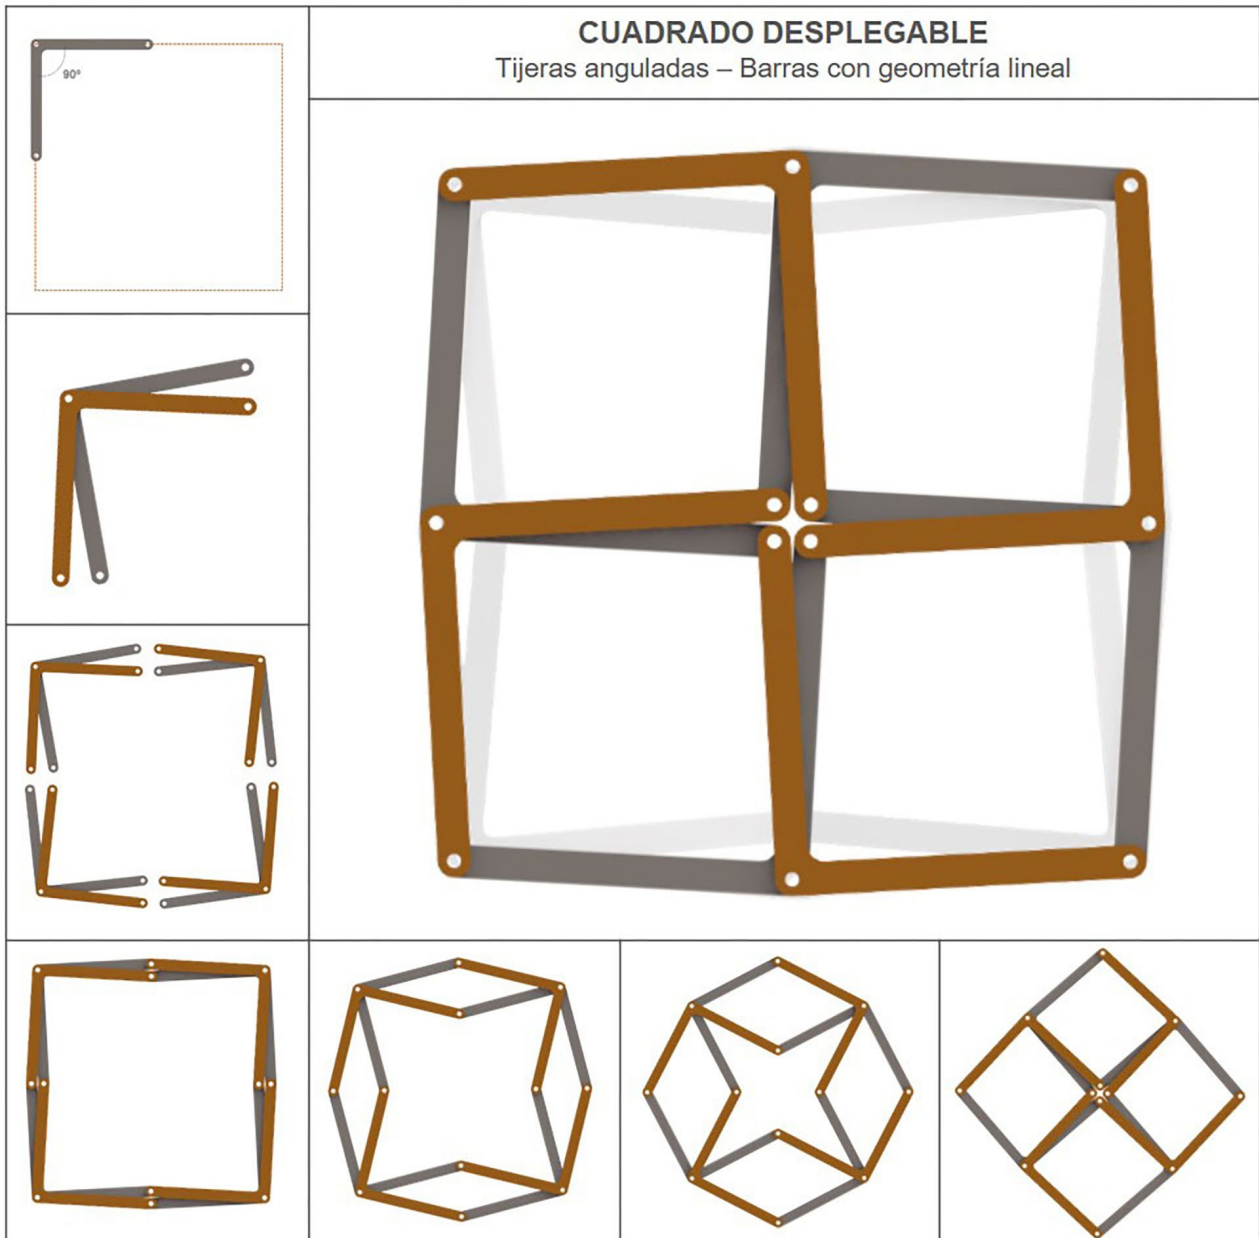 CUADRADO DESPLEGABLE
Tijeras anguladas – Barras con geometría lineal
90º